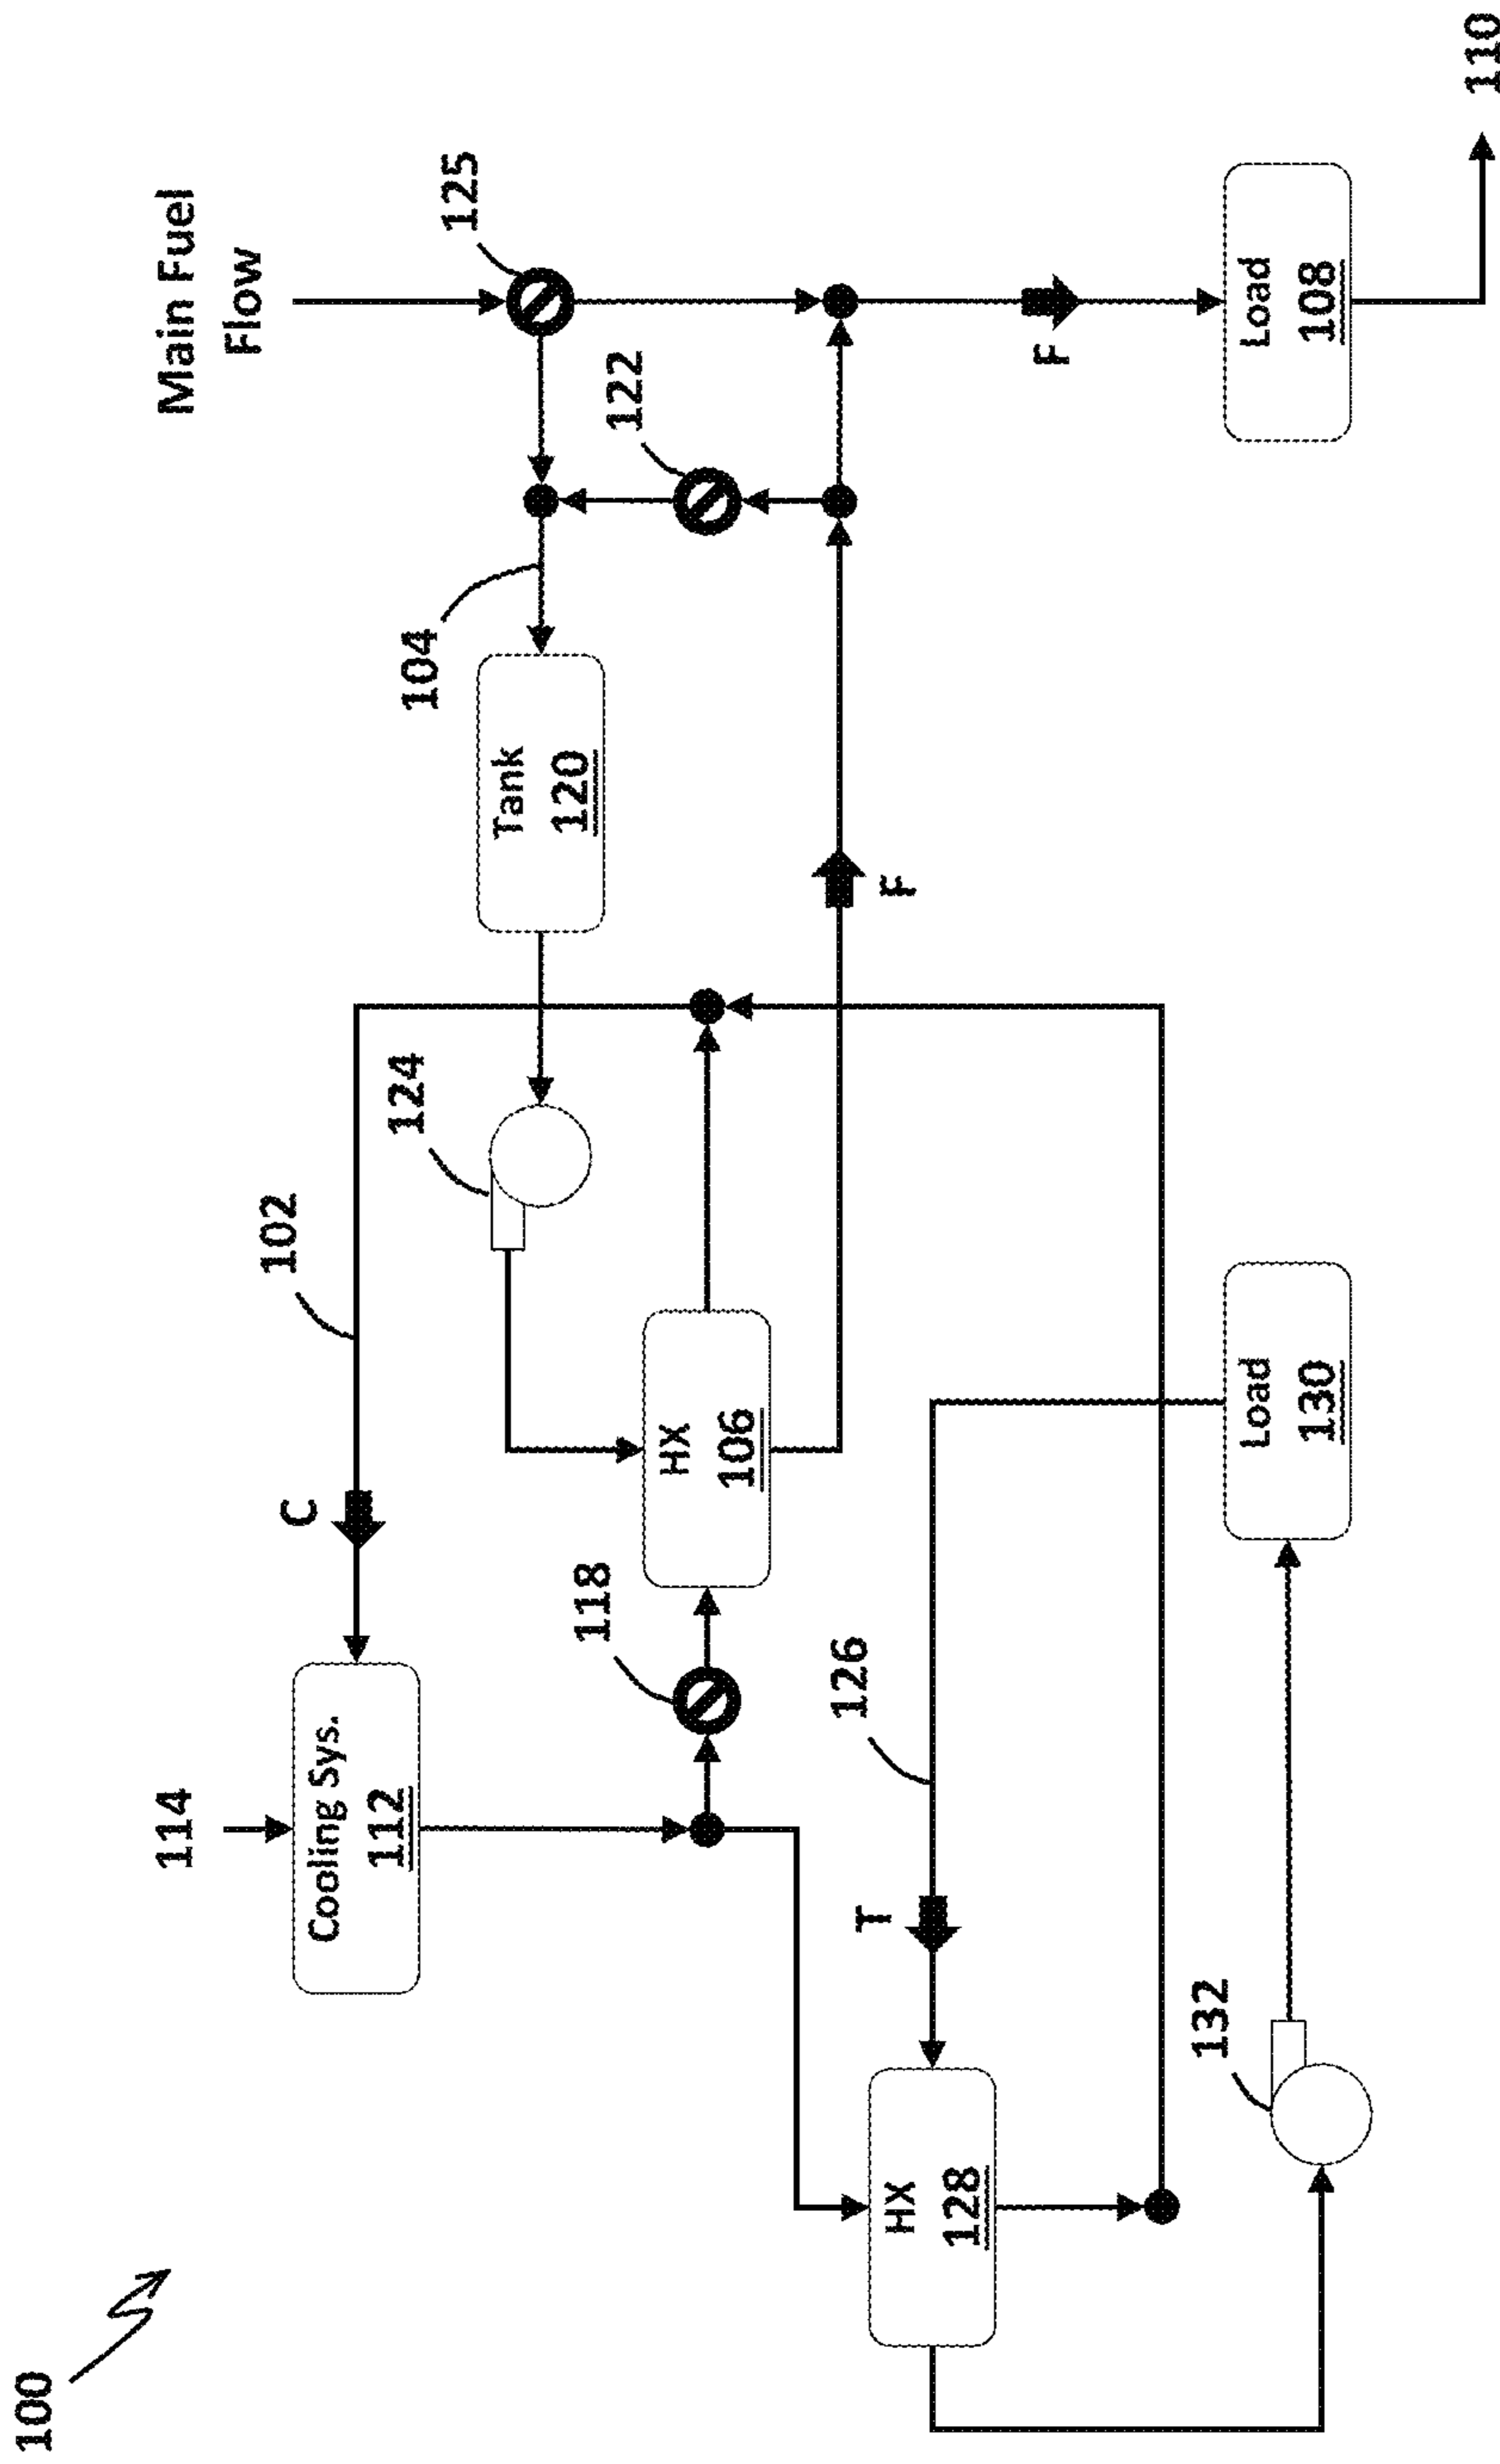 100
114
Cooling Sys.
112
C
102
124
Tank
120
104
Main Fuel
Flow
125
122
118
HX
106
F
F
126
T
HX
128
132
Load
130
Load
108
110